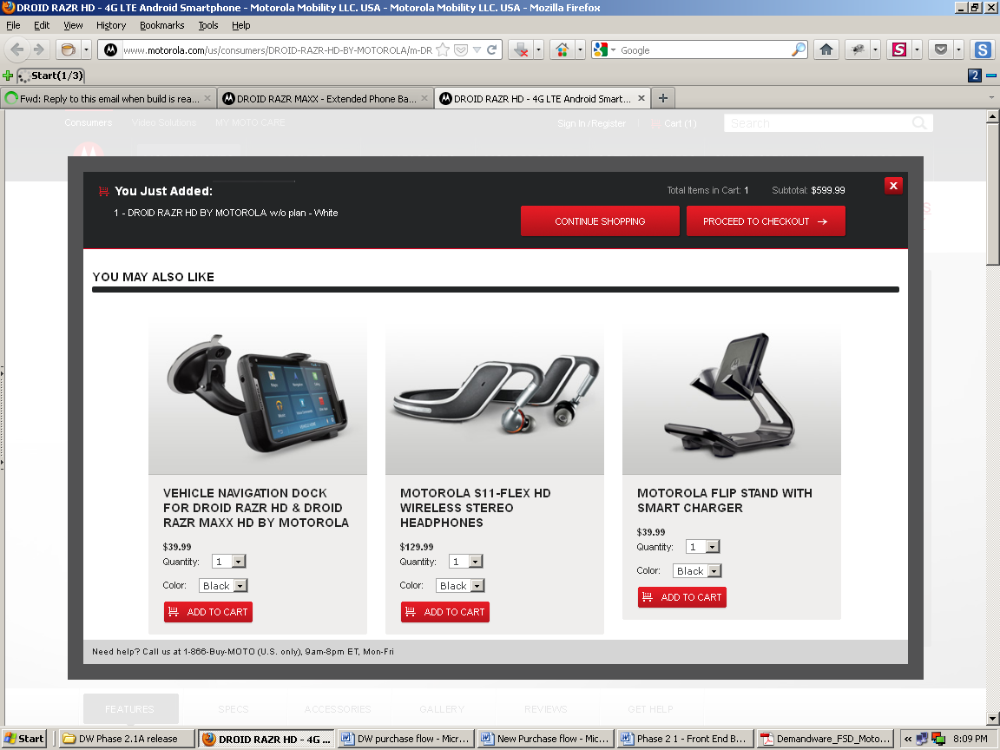 DROID RAZR HD - 4G LTE Android Smartphone - Motorola Mobility LLC. USA - Motorola Mobility LLC. USA - Mozilla Firefox
File Edit View History Bookmarks Tools Help
www.motorola.com/us/consumers/DROID-RAZR-HD-BY-MOTOROLA/m-DR
Google
S
S
Start(1/3)
2
Fwd: Reply to this email when build is rea...
DROID RAZR MAXX - Extended Phone Ba...
DROID RAZR HD - 4G LTE Android Smart...
Consumers Video Solutions MY MOTO CARE
Sign In /Register Cart (1) Search
You Just Added:
Total Items in Cart: 1 Subtotal: $599.99
X
1 - DROID RAZR HD BY MOTOROLA w/o plan - White
CONTINUE SHOPPING
PROCEED TO CHECKOUT →
YOU MAY ALSO LIKE
VEHICLE NAVIGATION DOCK
FOR DROID RAZR HD & DROID
RAZR MAXX HD BY MOTOROLA
$39.99
Quantity: 1
Color: Black
ADD TO CART
MOTOROLA S11-FLEX HD
WIRELESS STEREO
HEADPHONES
$129.99
Quantity: 1
Color: Black
ADD TO CART
MOTOROLA FLIP STAND WITH
SMART CHARGER
$39.99
Quantity: 1
Color: Black
ADD TO CART
Need help? Call us at 1-866-Buy-MOTO (U.S. only), 9am-8pm ET, Mon-Fri
FEATURES SPECS ACCESSORIES GALLERY REVIEWS GET HELP
Start
DW Phase 2.1A release
DROID RAZR HD - 4G ...
DW purchase flow - Micr...
New Purchase flow - Mic...
Phase 2 1 - Front End B...
Demandware_FSD_Moto...
8:09 PM